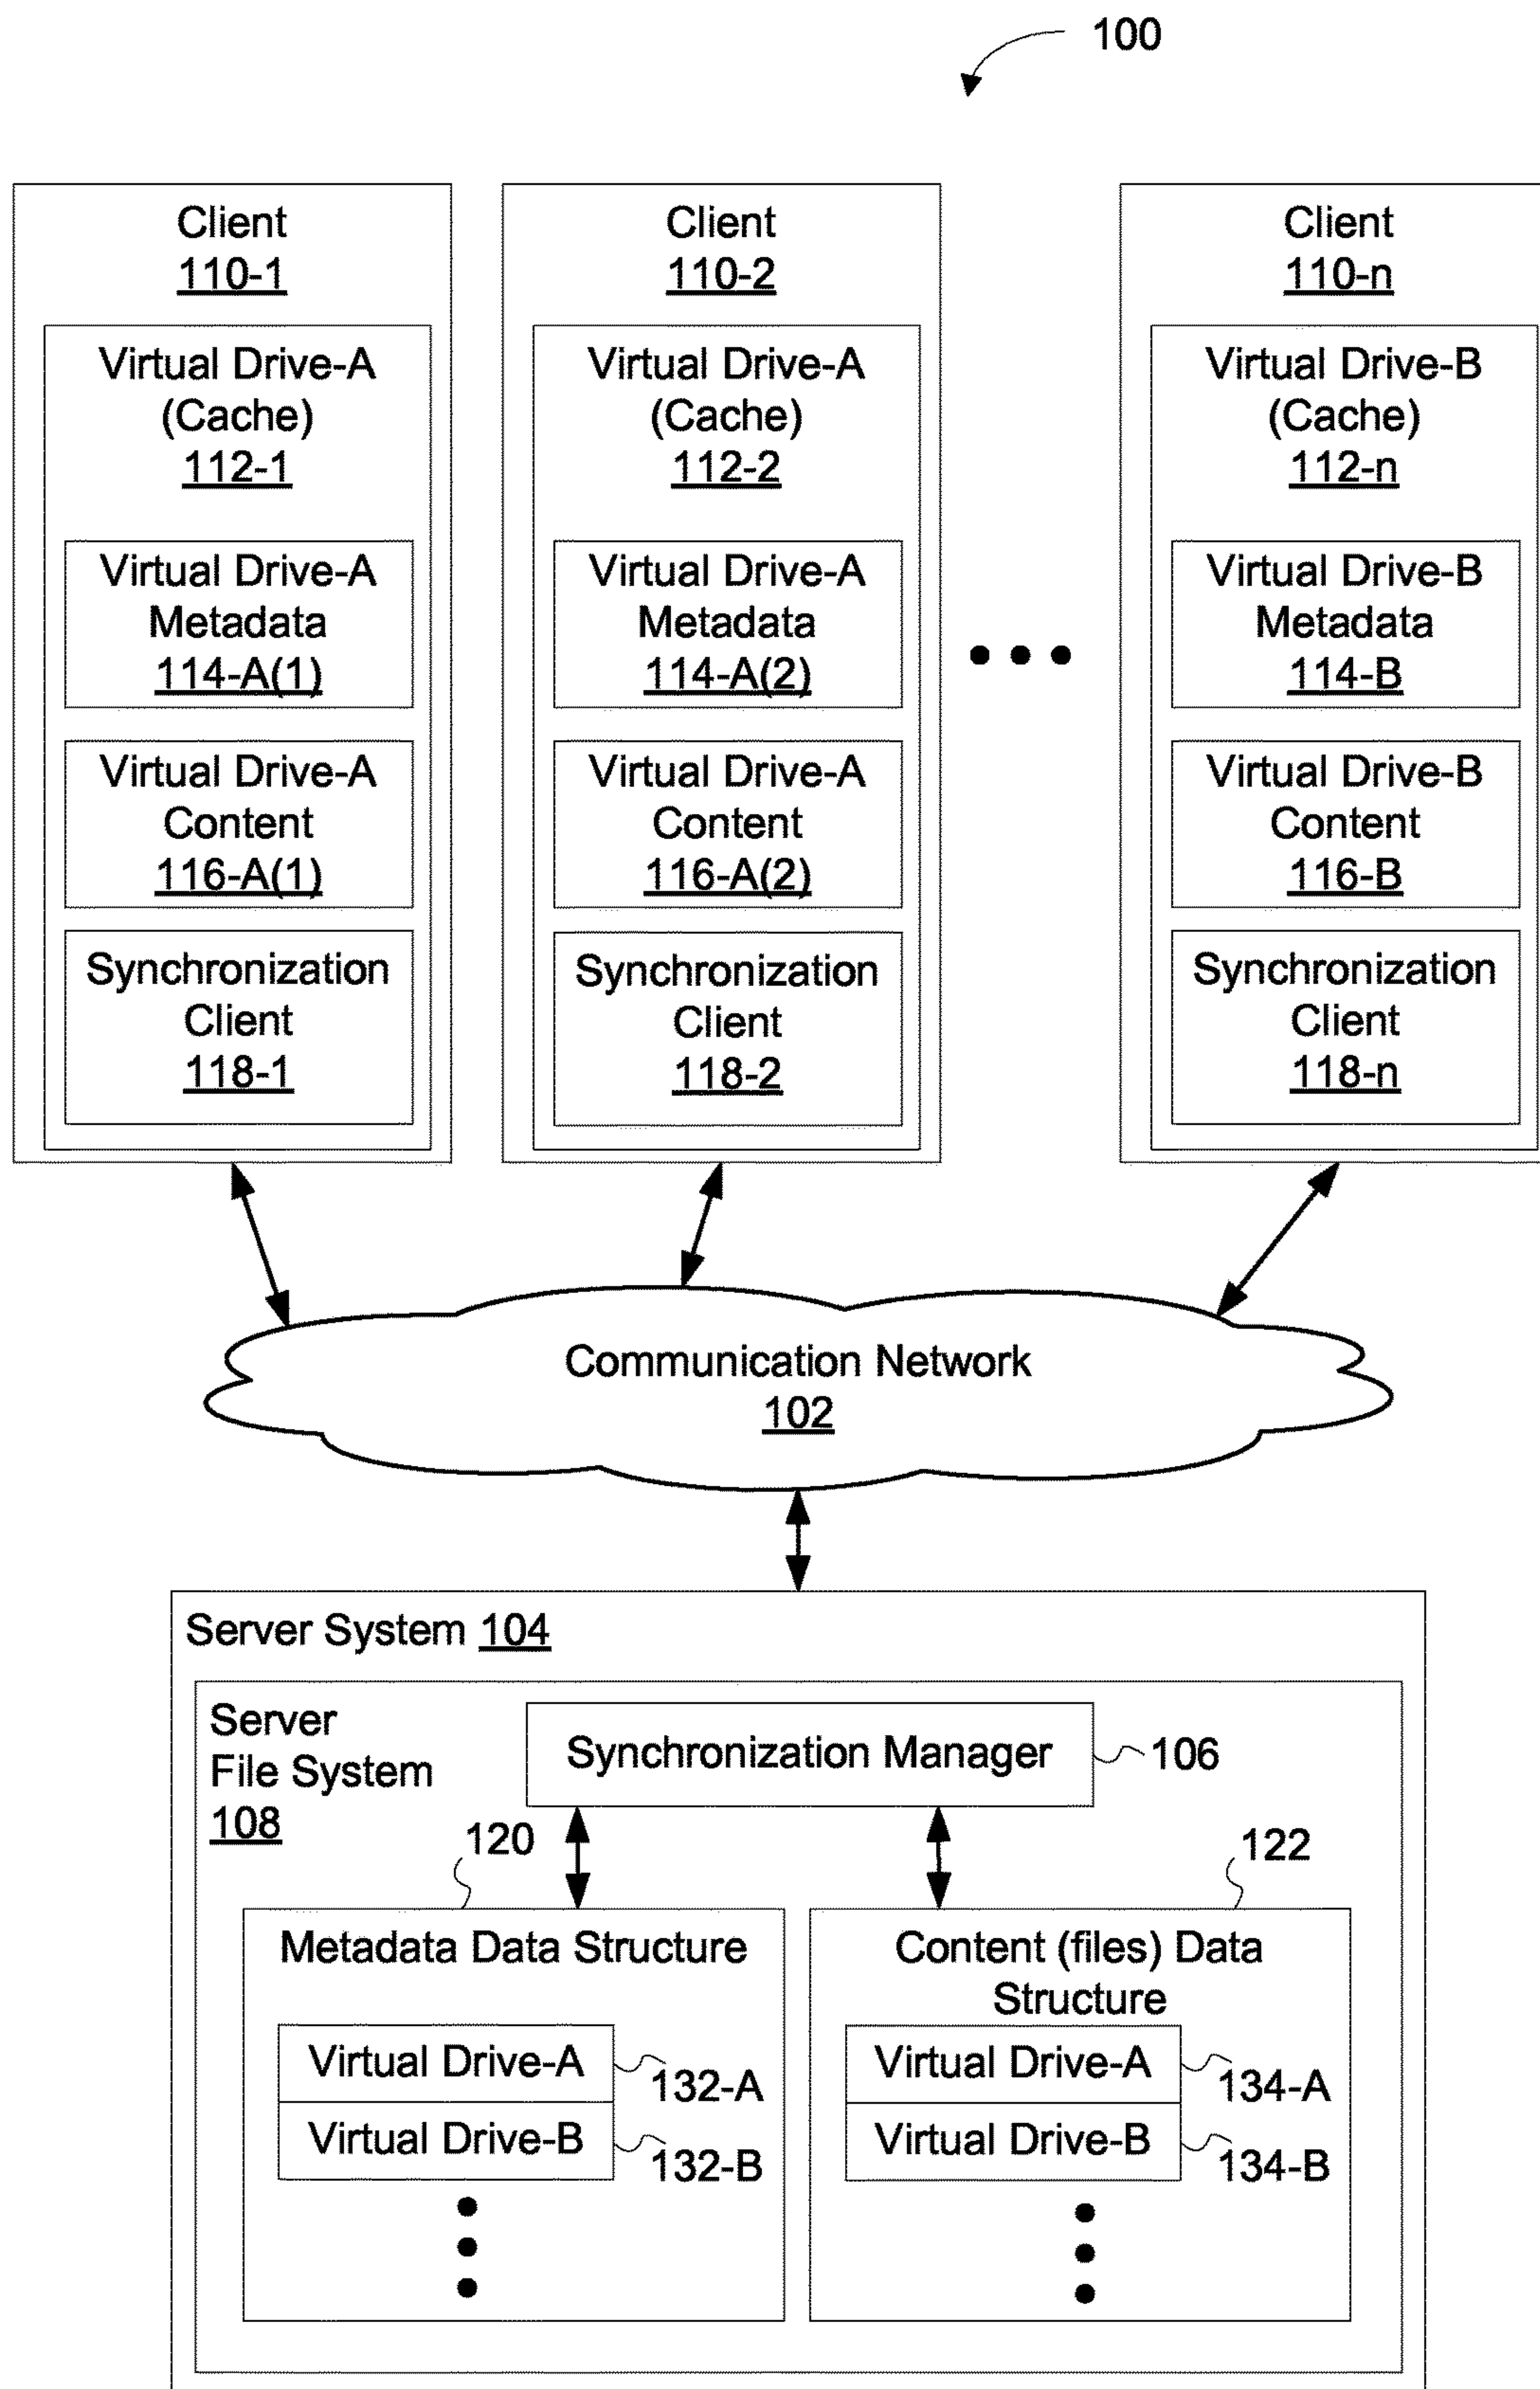 100
Client
110-1
Virtual Drive-A
(Cache)
112-1
Virtual Drive-A
Metadata
114-A(1)
Virtual Drive-A
Content
116-A(1)
Synchronization
Client
118-1
Client
110-2
Virtual Drive-A
(Cache)
112-2
Virtual Drive-A
Metadata
114-A(2)
Virtual Drive-A
Content
116-A(2)
Synchronization
Client
118-2
Client
110-n
Virtual Drive-B
(Cache)
112-n
Virtual Drive-B
Metadata
114-B
Virtual Drive-B
Content
116-B
Synchronization
Client
118-n
Communication Network
102
Server System 104
Server
File System
108
Synchronization Manager
106
120
Metadata Data Structure
Virtual Drive-A
132-A
Virtual Drive-B
132-B
122
Content (files) Data
Structure
Virtual Drive-A
134-A
Virtual Drive-B
134-B